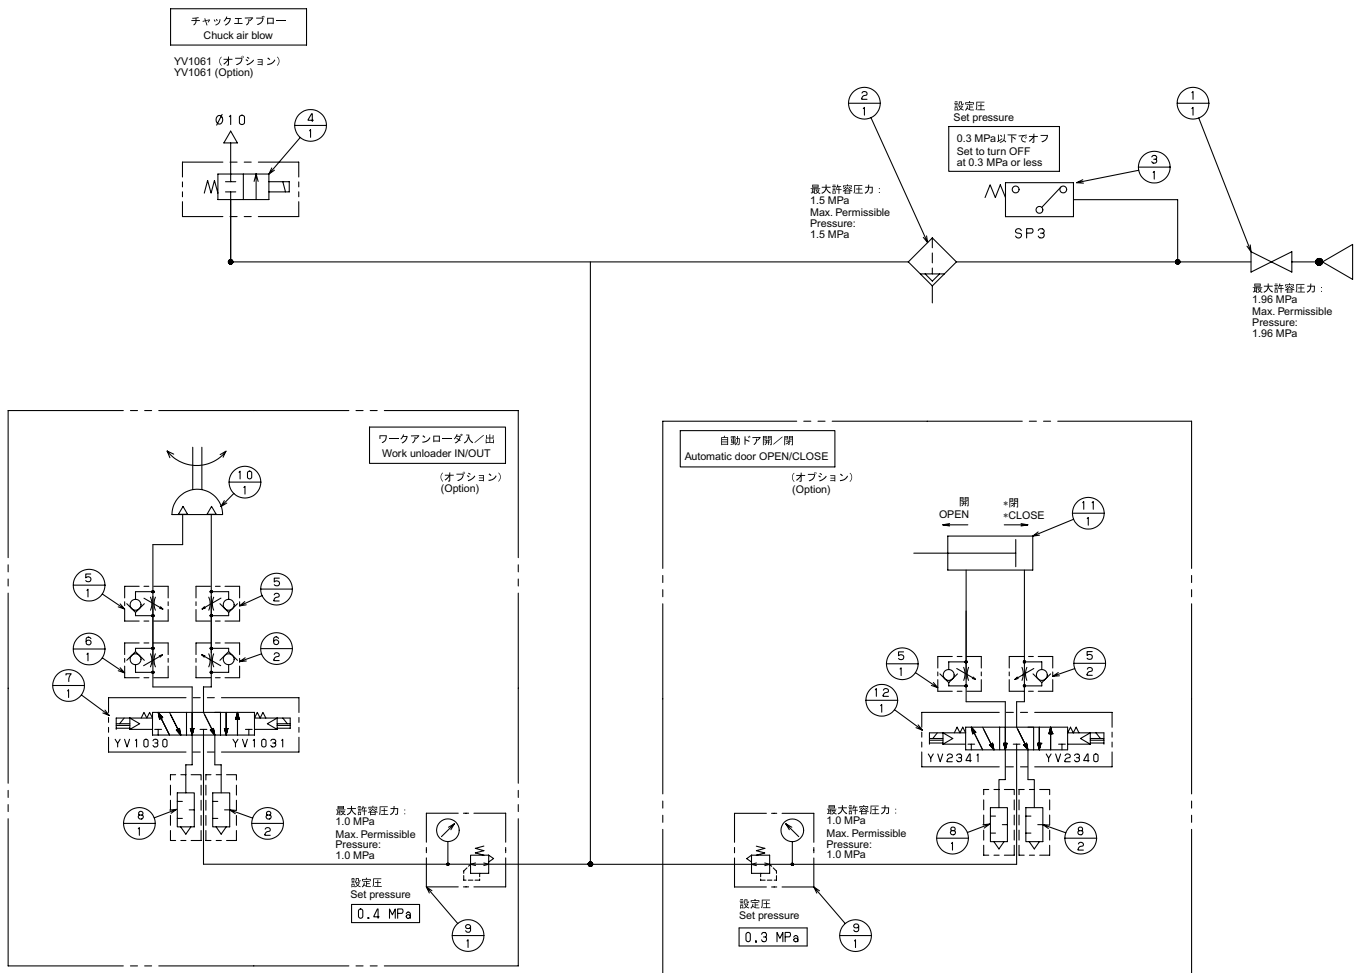 チャックエアブロー
Chuck air blow
YV1061（オプション）
YV1061 (Option)
Ø10
4
1
2
1
設定圧
Set pressure
0.3 MPa以下でオフ
Set to turn OFF
at 0.3 MPa or less
1
1
3
1
SP3
最大許容圧力：
1.5 MPa
Max. Permissible
Pressure:
1.5 MPa
最大許容圧力：
1.96 MPa
Max. Permissible
Pressure:
1.96 MPa
ワークアンローダ入／出
Work unloader IN/OUT
（オプション）
(Option)
10
1
5
1
5
2
6
1
6
2
7
1
YV1030
YV1031
8
1
8
2
最大許容圧力：
1.0 MPa
Max. Permissible
Pressure:
1.0 MPa
設定圧
Set pressure
0.4 MPa
9
1
自動ドア開／閉
Automatic door OPEN/CLOSE
（オプション）
(Option)
開
OPEN
*閉
*CLOSE
11
1
5
1
5
2
12
1
YV2341
YV2340
8
1
8
2
最大許容圧力：
1.0 MPa
Max. Permissible
Pressure:
1.0 MPa
設定圧
Set pressure
0.3 MPa
9
1